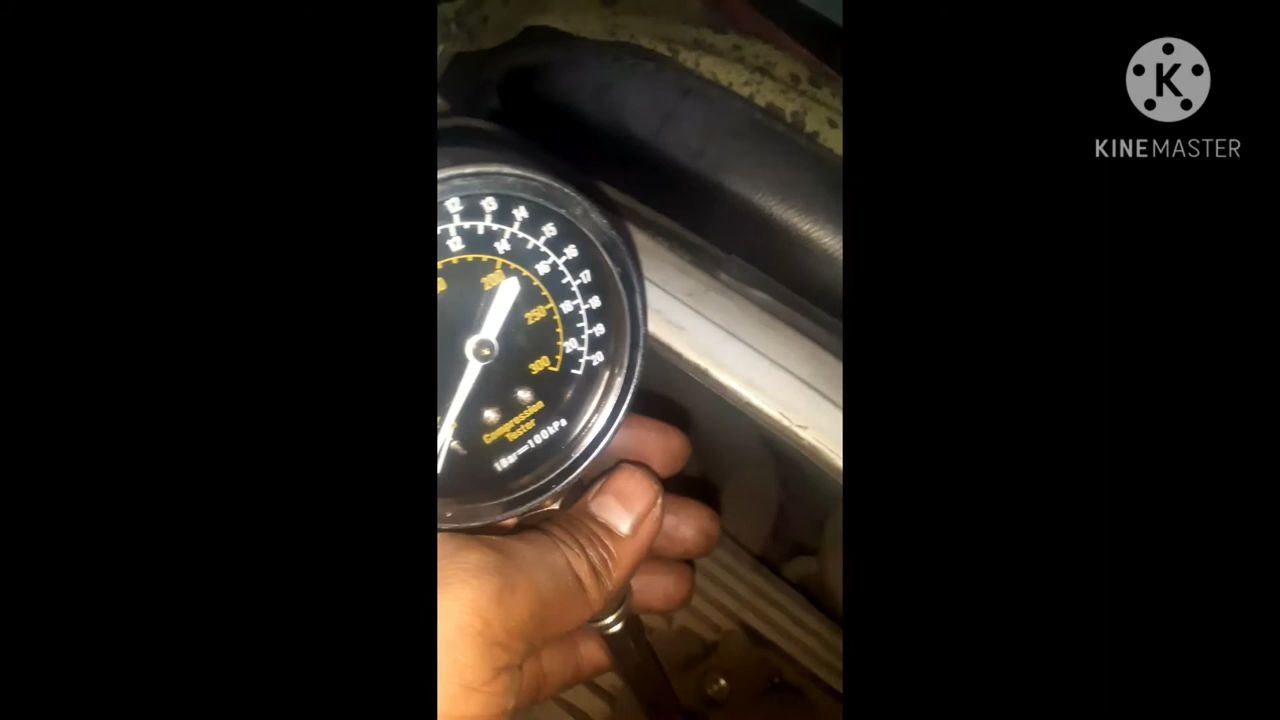 12 13 14 15 16 17 18 19 20
12 14 16 18 20
200 250 300
Compression
Tester
1Bar=100kPa
K
KINEMASTER